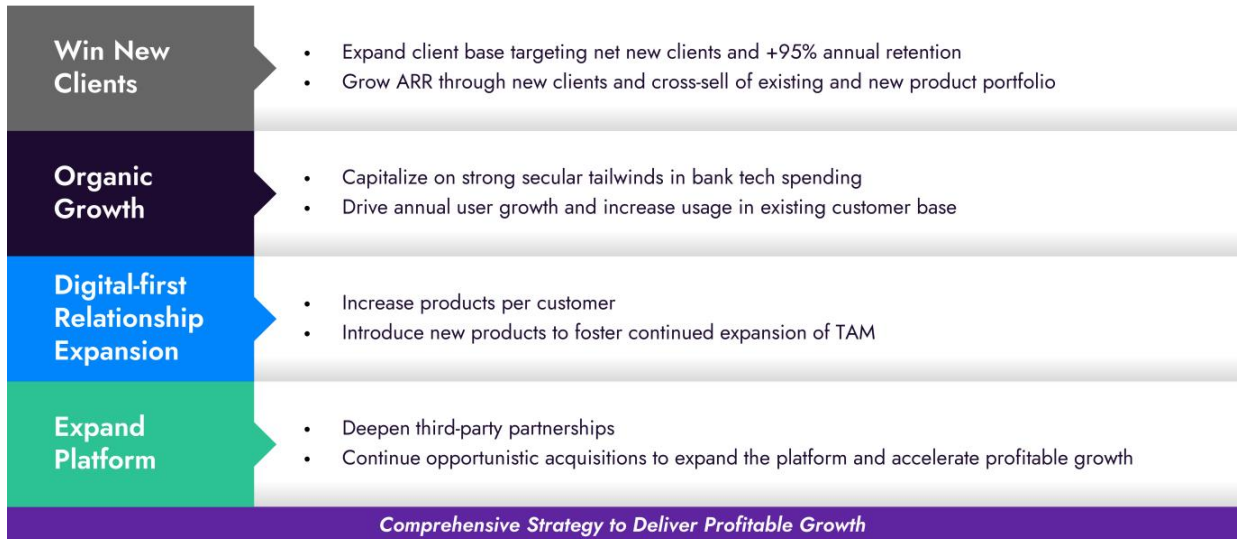 Win New
Clients
• Expand client base targeting net new clients and +95% annual retention
• Grow ARR through new clients and cross-sell of existing and new product portfolio
Organic
Growth
• Capitalize on strong secular tailwinds in bank tech spending
• Drive annual user growth and increase usage in existing customer base
Digital-first
Relationship
Expansion
• Increase products per customer
• Introduce new products to foster continued expansion of TAM
Expand
Platform
• Deepen third-party partnerships
• Continue opportunistic acquisitions to expand the platform and accelerate profitable growth
Comprehensive Strategy to Deliver Profitable Growth